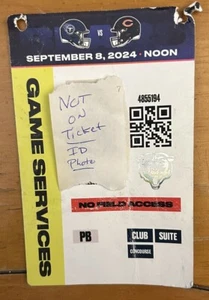 VS
SEPTEMBER 8, 2024 · NOON
GAME SERVICES
NOT
ON
Ticket
ID
Photo
4855194
NO FIELD ACCESS
PB
CLUB
SUITE
CONCOURSE